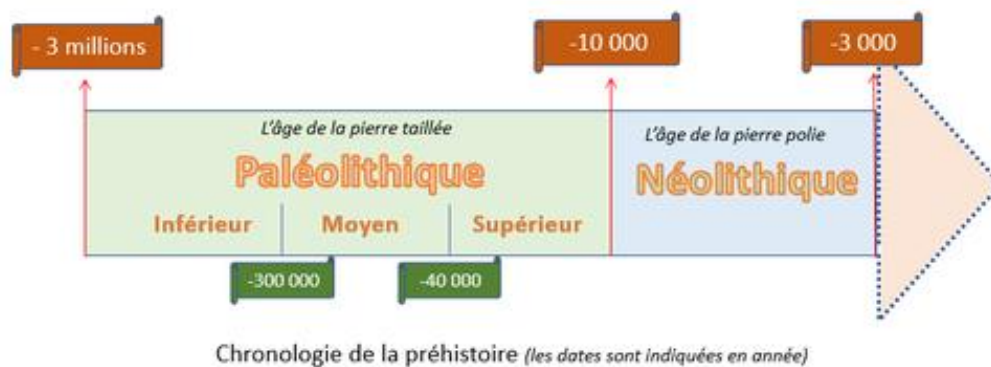 - 3 millions
-10 000
-3 000
L'âge de la pierre taillée
L'âge de la pierre polie
Paléolithique
Néolithique
Inférieur
Moyen
Supérieur
-300 000
-40 000
Chronologie de la préhistoire (les dates sont indiquées en année)